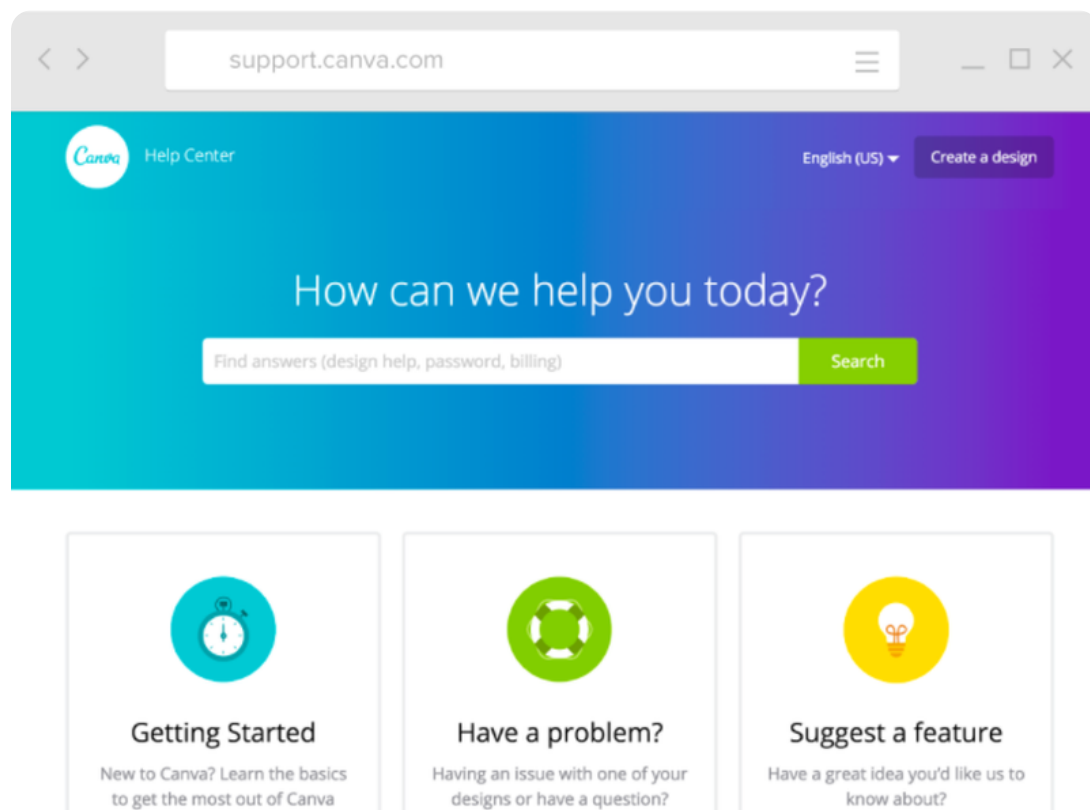 support.canva.com
Canva Help Center
English (US) Create a design
How can we help you today?
Find answers (design help, password, billing) Search
Getting Started
New to Canva? Learn the basics
to get the most out of Canva
Have a problem?
Having an issue with one of your
designs or have a question?
Suggest a feature
Have a great idea you'd like us to
know about?